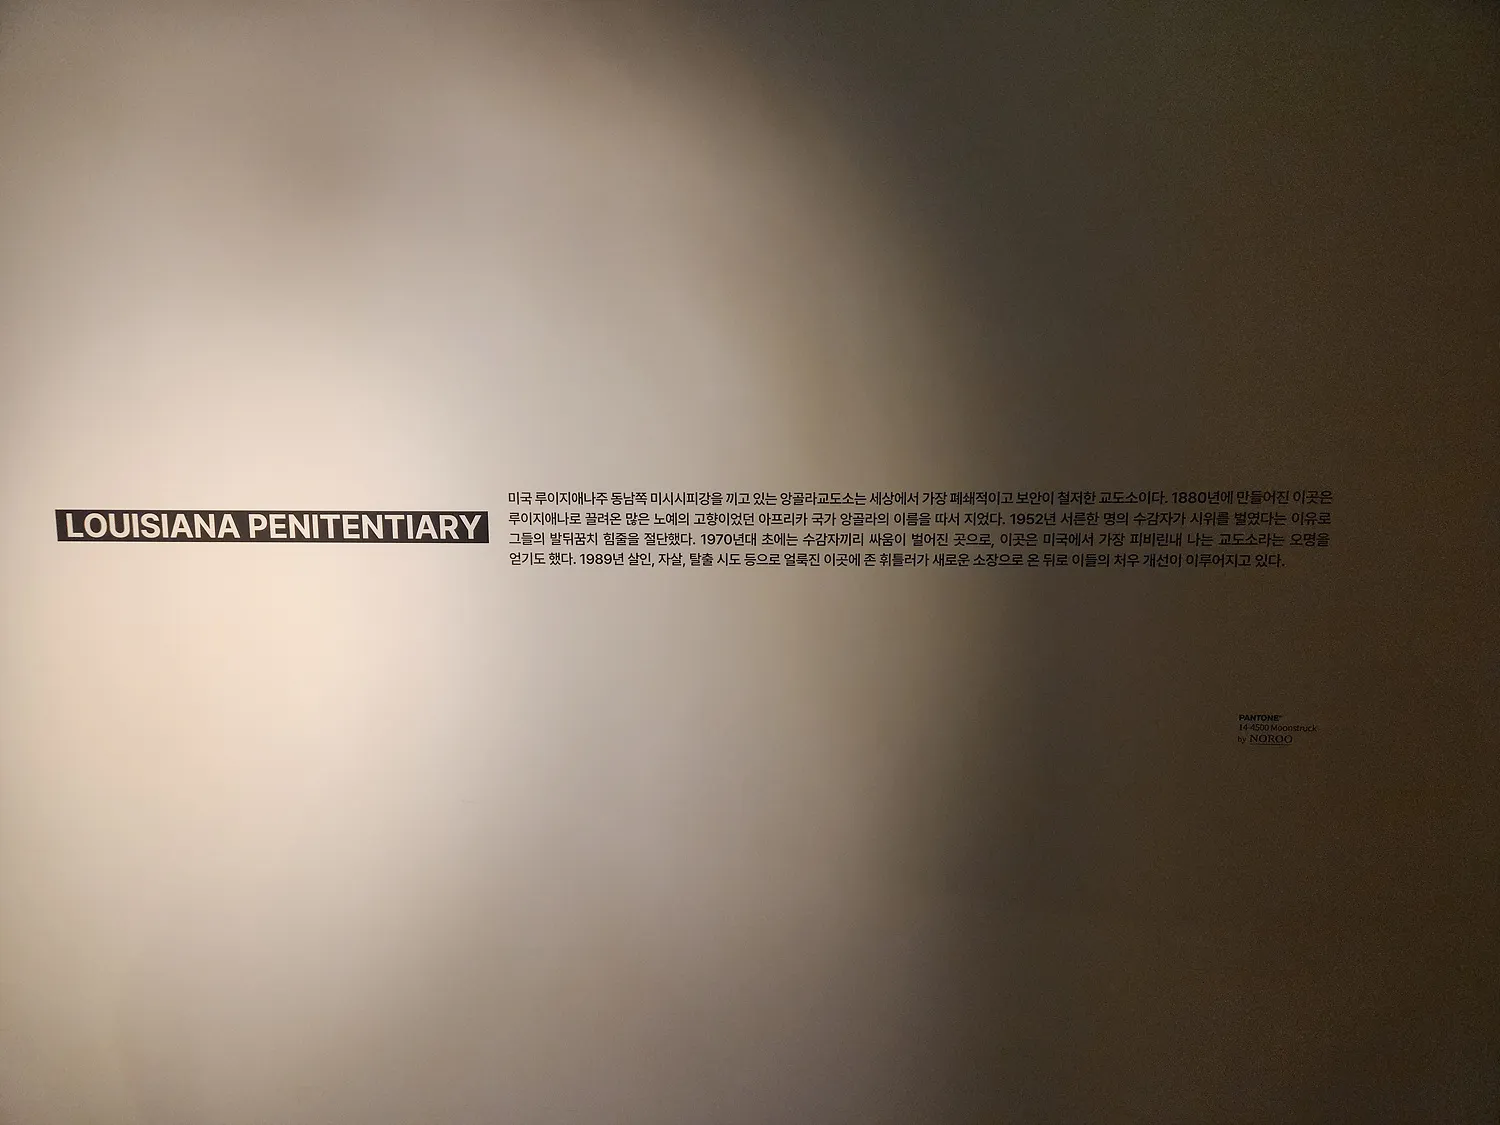 LOUISIANA PENITENTIARY
미국 루이지애나주 동남쪽 미시시피강을 끼고 있는 앙골라교도소는 세상에서 가장 폐쇄적이고 보안이 철저한 교도소이다. 1880년에 만들어진 이곳은
루이지애나로 끌려온 많은 노예의 고향이었던 아프리카 국가 앙골라의 이름을 따서 지었다. 1952년 서른한 명의 수감자가 시위를 벌였다는 이유로
그들의 발뒤꿈치 힘줄을 절단했다. 1970년대 초에는 수감자끼리 싸움이 벌어진 곳으로, 이곳은 미국에서 가장 피비린내 나는 교도소라는 오명을
얻기도 했다. 1989년 살인, 자살, 탈출 시도 등으로 얼룩진 이곳에 존 휘틀러가 새로운 소장으로 온 뒤로 이들의 처우 개선이 이루어지고 있다.
PANTONE®
14-4500 Moonstruck
by NOROO